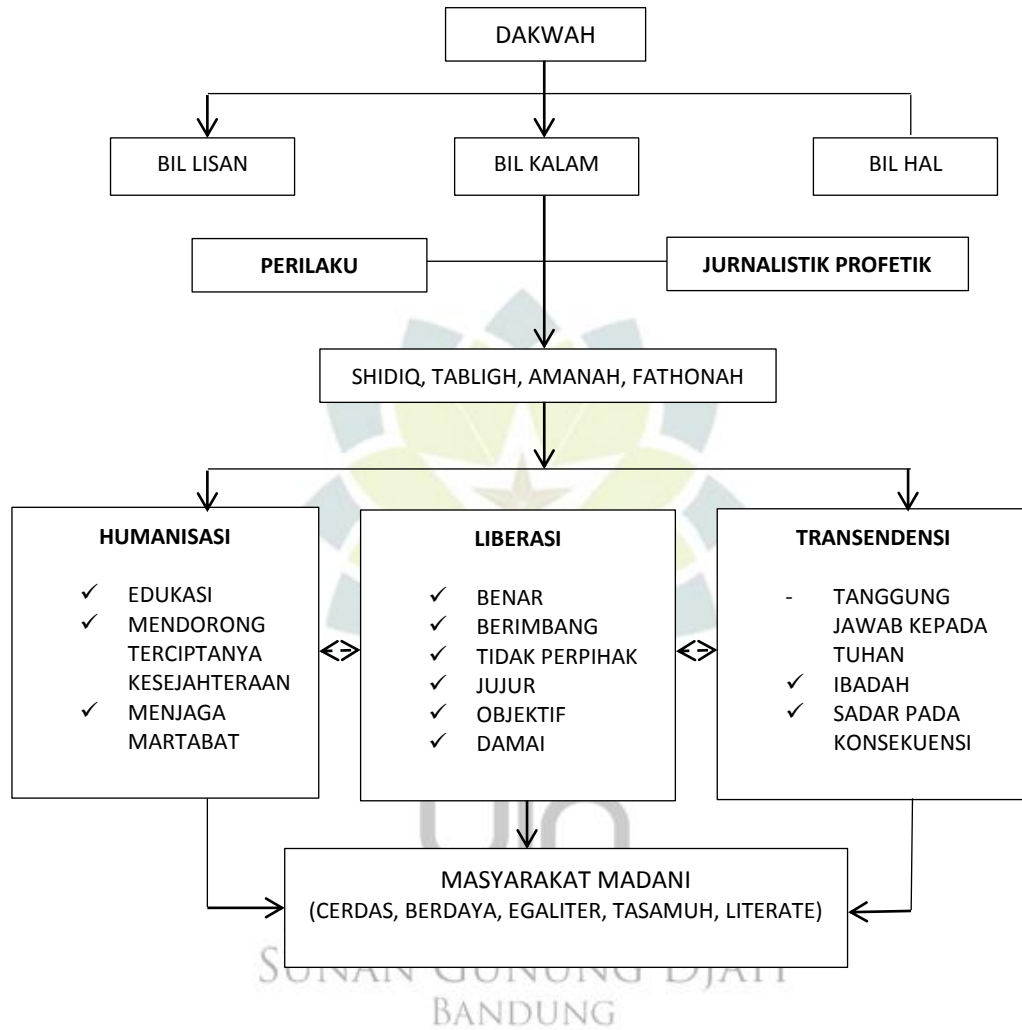 DAKWAH
BIL LISAN
BIL KALAM
BIL HAL
PERILAKU
JURNALISTIK PROFETIK
SHIDIQ, TABLIGH, AMANAH, FATHONAH
HUMANISASI
✓ EDUKASI
✓ MENDORONG
TERCIPTANYA
KESEJAHTERAAN
✓ MENJAGA
MARTABAT
LIBERASI
✓ BENAR
✓ BERIMBANG
✓ TIDAK PERPIHAK
✓ JUJUR
✓ OBJEKTIF
✓ DAMAI
TRANSENDENSI
- TANGGUNG
JAWAB KEPADA
TUHAN
✓ IBADAH
✓ SADAR PADA
KONSEKUENSI
uin
MASYARAKAT MADANI
(CERDAS, BERDAYA, EGALITER, TASAMUH, LITERATE)
SUNAN GUNUNG DJATI
BANDUNG